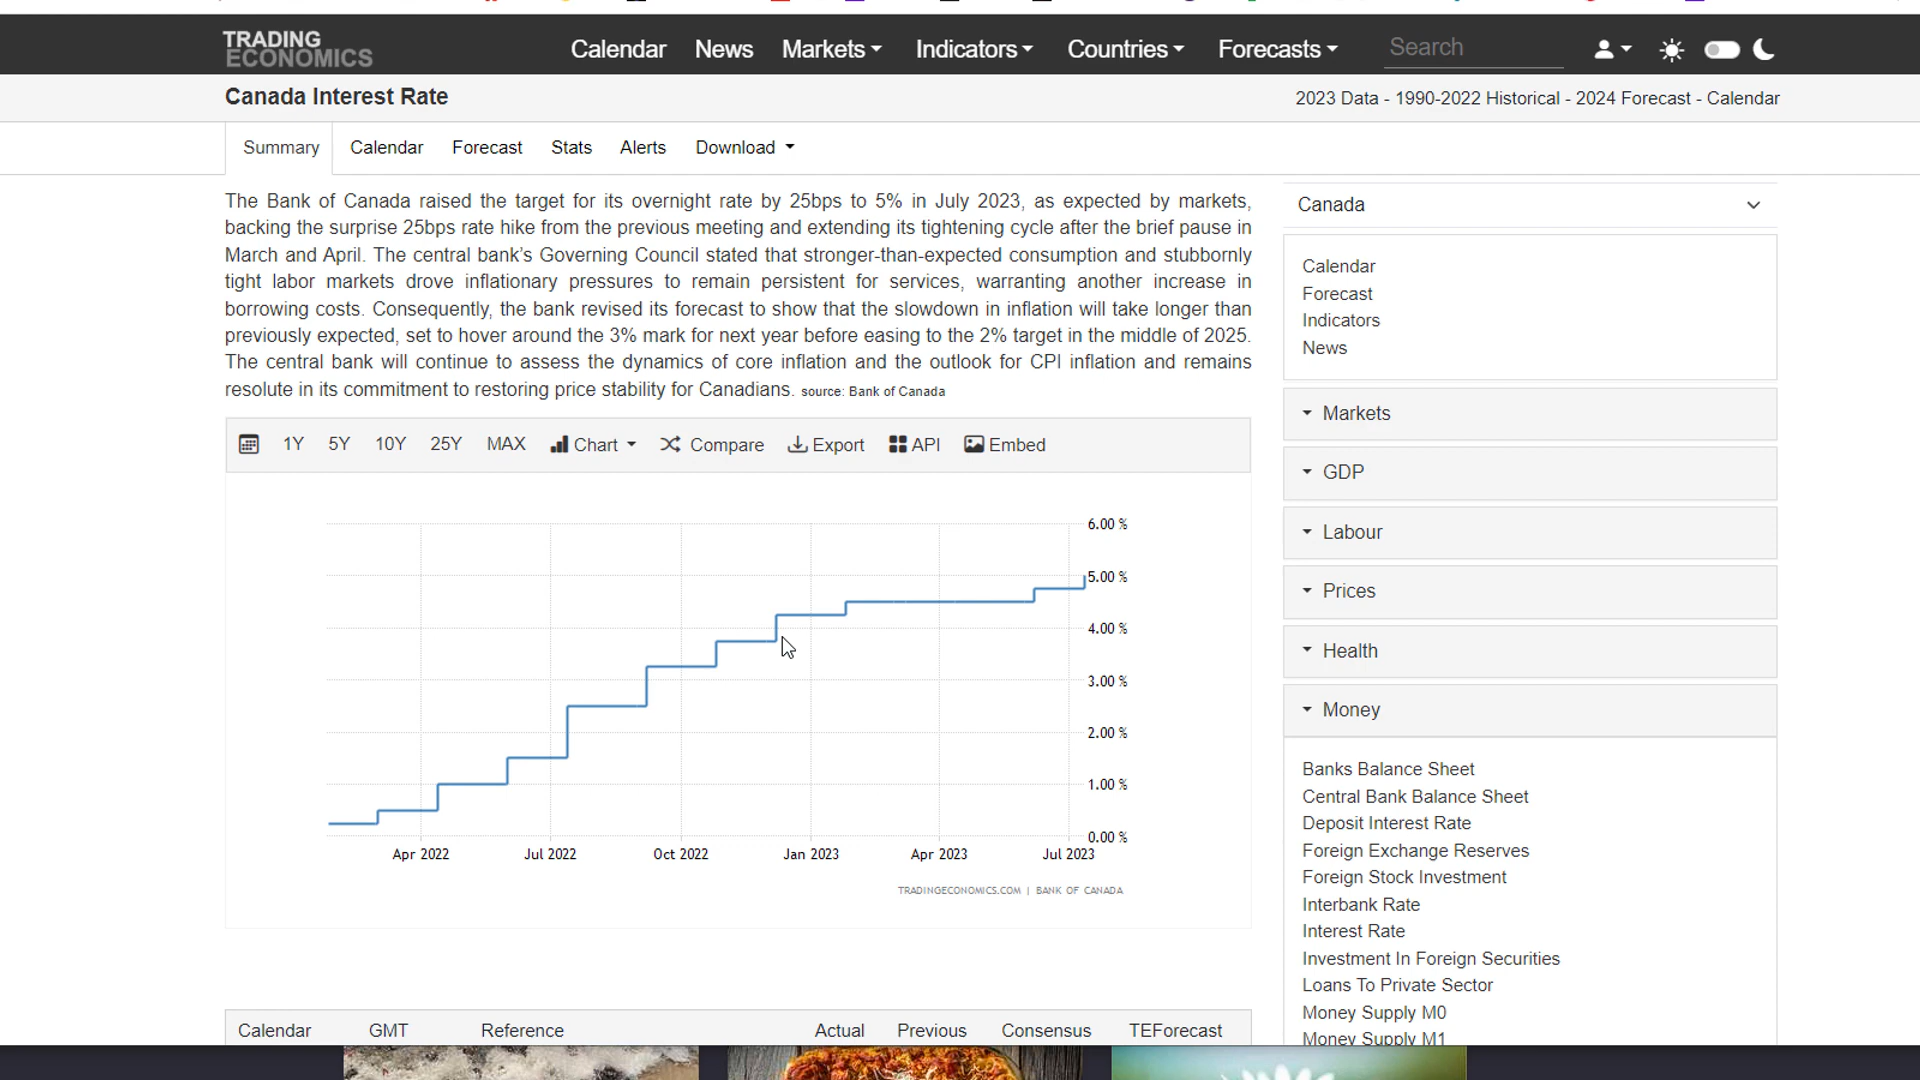 TRADING
ECONOMICS
Calendar News Markets Indicators Countries Forecasts Search
Canada Interest Rate
2023 Data - 1990-2022 Historical - 2024 Forecast - Calendar
Summary Calendar Forecast Stats Alerts Download
The Bank of Canada raised the target for its overnight rate by 25bps to 5% in July 2023, as expected by markets,
backing the surprise 25bps rate hike from the previous meeting and extending its tightening cycle after the brief pause in
March and April. The central bank’s Governing Council stated that stronger-than-expected consumption and stubbornly
tight labor markets drove inflationary pressures to remain persistent for services, warranting another increase in
borrowing costs. Consequently, the bank revised its forecast to show that the slowdown in inflation will take longer than
previously expected, set to hover around the 3% mark for next year before easing to the 2% target in the middle of 2025.
The central bank will continue to assess the dynamics of core inflation and the outlook for CPI inflation and remains
resolute in its commitment to restoring price stability for Canadians. source: Bank of Canada
1Y 5Y 10Y 25Y MAX Chart Compare Export API Embed
6.00 %
5.00 %
4.00 %
3.00 %
2.00 %
1.00 %
0.00 %
Apr 2022 Jul 2022 Oct 2022 Jan 2023 Apr 2023 Jul 2023
TRADINGECONOMICS.COM | BANK OF CANADA
Calendar GMT Reference Actual Previous Consensus TEForecast
Canada
Calendar
Forecast
Indicators
News
Markets
GDP
Labour
Prices
Health
Money
Banks Balance Sheet
Central Bank Balance Sheet
Deposit Interest Rate
Foreign Exchange Reserves
Foreign Stock Investment
Interbank Rate
Interest Rate
Investment In Foreign Securities
Loans To Private Sector
Money Supply M0
Money Supply M1